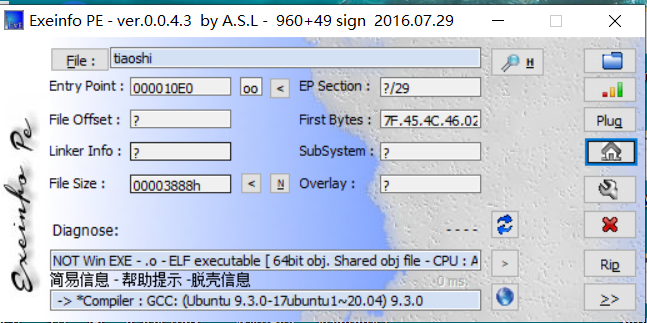 Exeinfo PE - ver.0.0.4.3 by A.S.L - 960+49 sign 2016.07.29
File : tiaoshi H
Entry Point : 000010E0 oo < EP Section : ?/29
File Offset : ? First Bytes : 7F.45.4C.46.02 Plug
Linker Info : ? SubSystem : ?
File Size : 00003888h < N Overlay : ?
Exeinfo Pe
Diagnose: ----
NOT Win EXE - .o - ELF executable [ 64bit obj. Shared obj file - CPU : A > Rip
简易信息 - 帮助提示 -脱壳信息 0 ms.
-> *Compiler : GCC: (Ubuntu 9.3.0-17ubuntu1~20.04) 9.3.0 >>